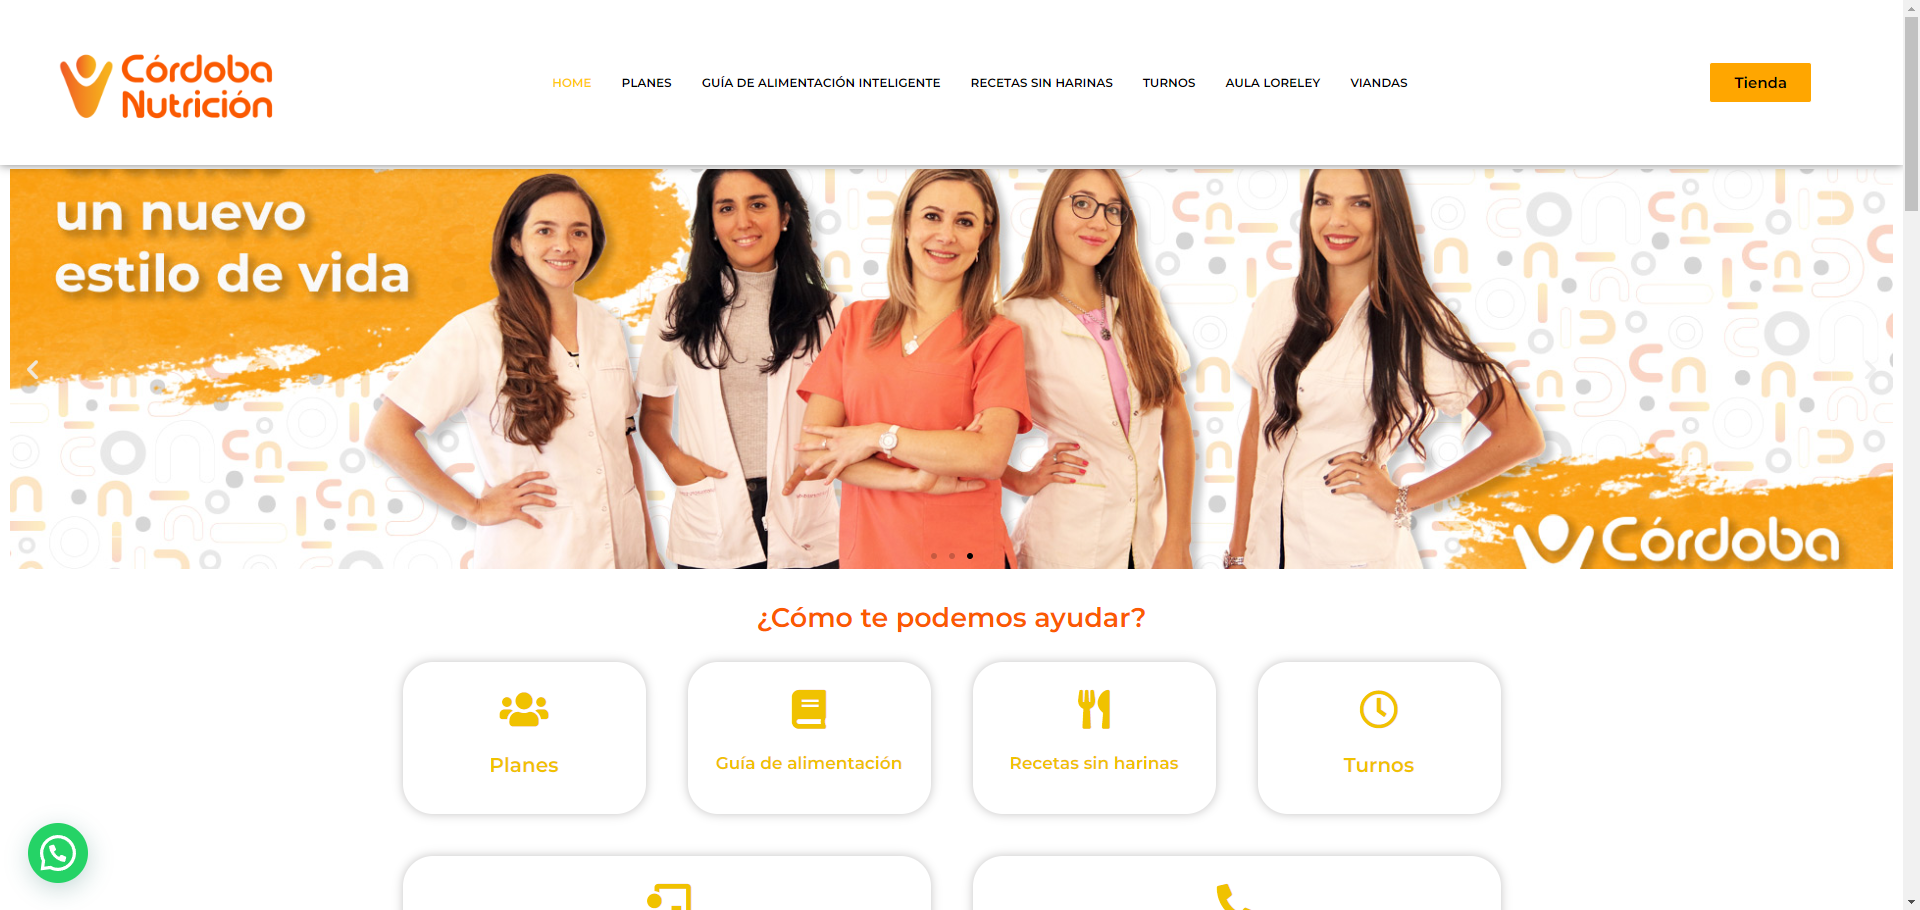 Córdoba
Nutrición
HOME PLANES GUÍA DE ALIMENTACIÓN INTELIGENTE RECETAS SIN HARINAS TURNOS AULA LORELEY VIANDAS
Tienda
un nuevo
estilo de vida
Córdoba
¿Cómo te podemos ayudar?
Planes
Guía de alimentación
Recetas sin harinas
Turnos